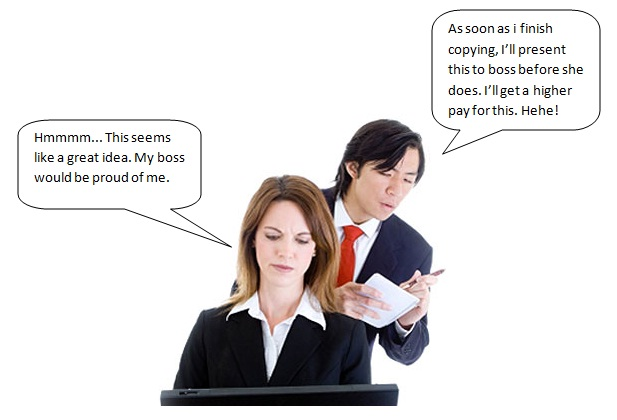 Hmmmm... This seems
like a great idea. My boss
would be proud of me.
As soon as i finish
copying, I'll present
this to boss before she
does. I'll get a higher
pay for this. Hehe!